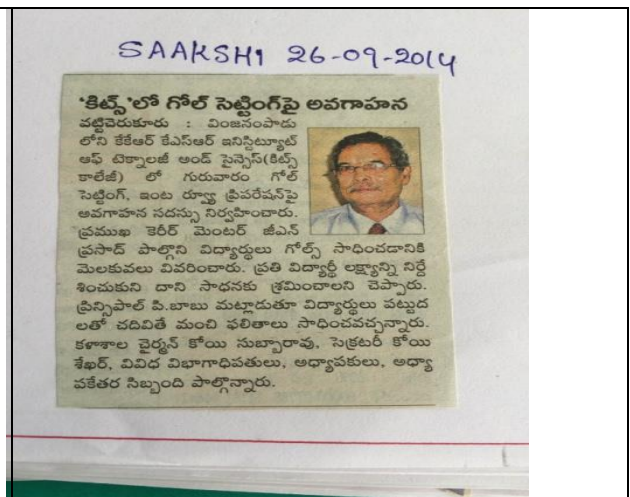 SAAKSHI 26-09-2014
'కిట్స్'లో గోల్ సెట్టింగ్‌పై అవగాహన
వట్టిచెరుకూరు : వింజనంపాడు
లోని కేకేఆర్ కేఎస్ఆర్ ఇనిస్టిట్యూట్
ఆఫ్ టెక్నాలజీ అండ్ సైన్సెస్(కిట్స్
కాలేజీ) లో గురువారం గోల్
సెట్టింగ్, ఇంట ర్వ్యూ ప్రిపరేషన్‌పై
అవగాహన సదస్సు నిర్వహించారు.
ప్రముఖ కెరీర్ మెంటర్ జీఎన్
ప్రసాద్ పాల్గొని విద్యార్థులు గోల్స్ సాధించడానికి
మెలకువలు వివరించారు. ప్రతి విద్యార్థీ లక్ష్యాన్ని నిర్దే
శించుకుని దాని సాధనకు శ్రమించాలని చెప్పారు.
ప్రిన్సిపాల్ పి.బాబు మట్లాడుతూ విద్యార్థులు పట్టుద
లతో చదివితే మంచి ఫలితాలు సాధించవచ్చన్నారు.
కళాశాల చైర్మన్ కోయి సుబ్బారావు, సెక్రటరీ కోయి
శేఖర్, వివిధ విభాగాధిపతులు, అధ్యాపకులు, అధ్యా
పకేతర సిబ్బంది పాల్గొన్నారు.